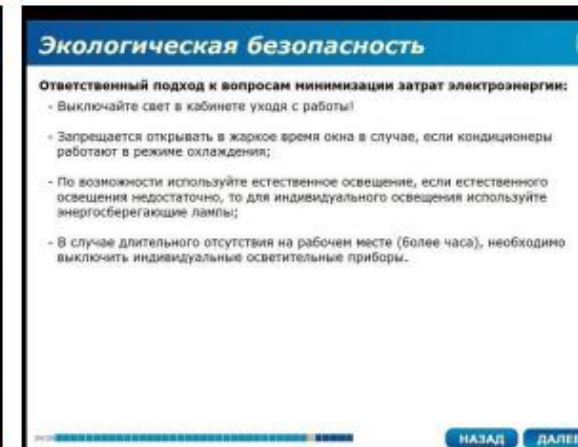 Экологическая безопасность
Ответственный подход к вопросам минимизации затрат электроэнергии:
- Выключайте свет в кабинете уходя с работы!
- Запрещается открывать в жаркое время окна в случае, если кондиционеры
работают в режиме охлаждения;
- По возможности используйте естественное освещение, если естественного
освещения недостаточно, то для индивидуального освещения используйте
энергосберегающие лампы;
- В случае длительного отсутствия на рабочем месте (более часа), необходимо
выключить индивидуальные осветительные приборы.
НАЗАД ДАЛЕЕ